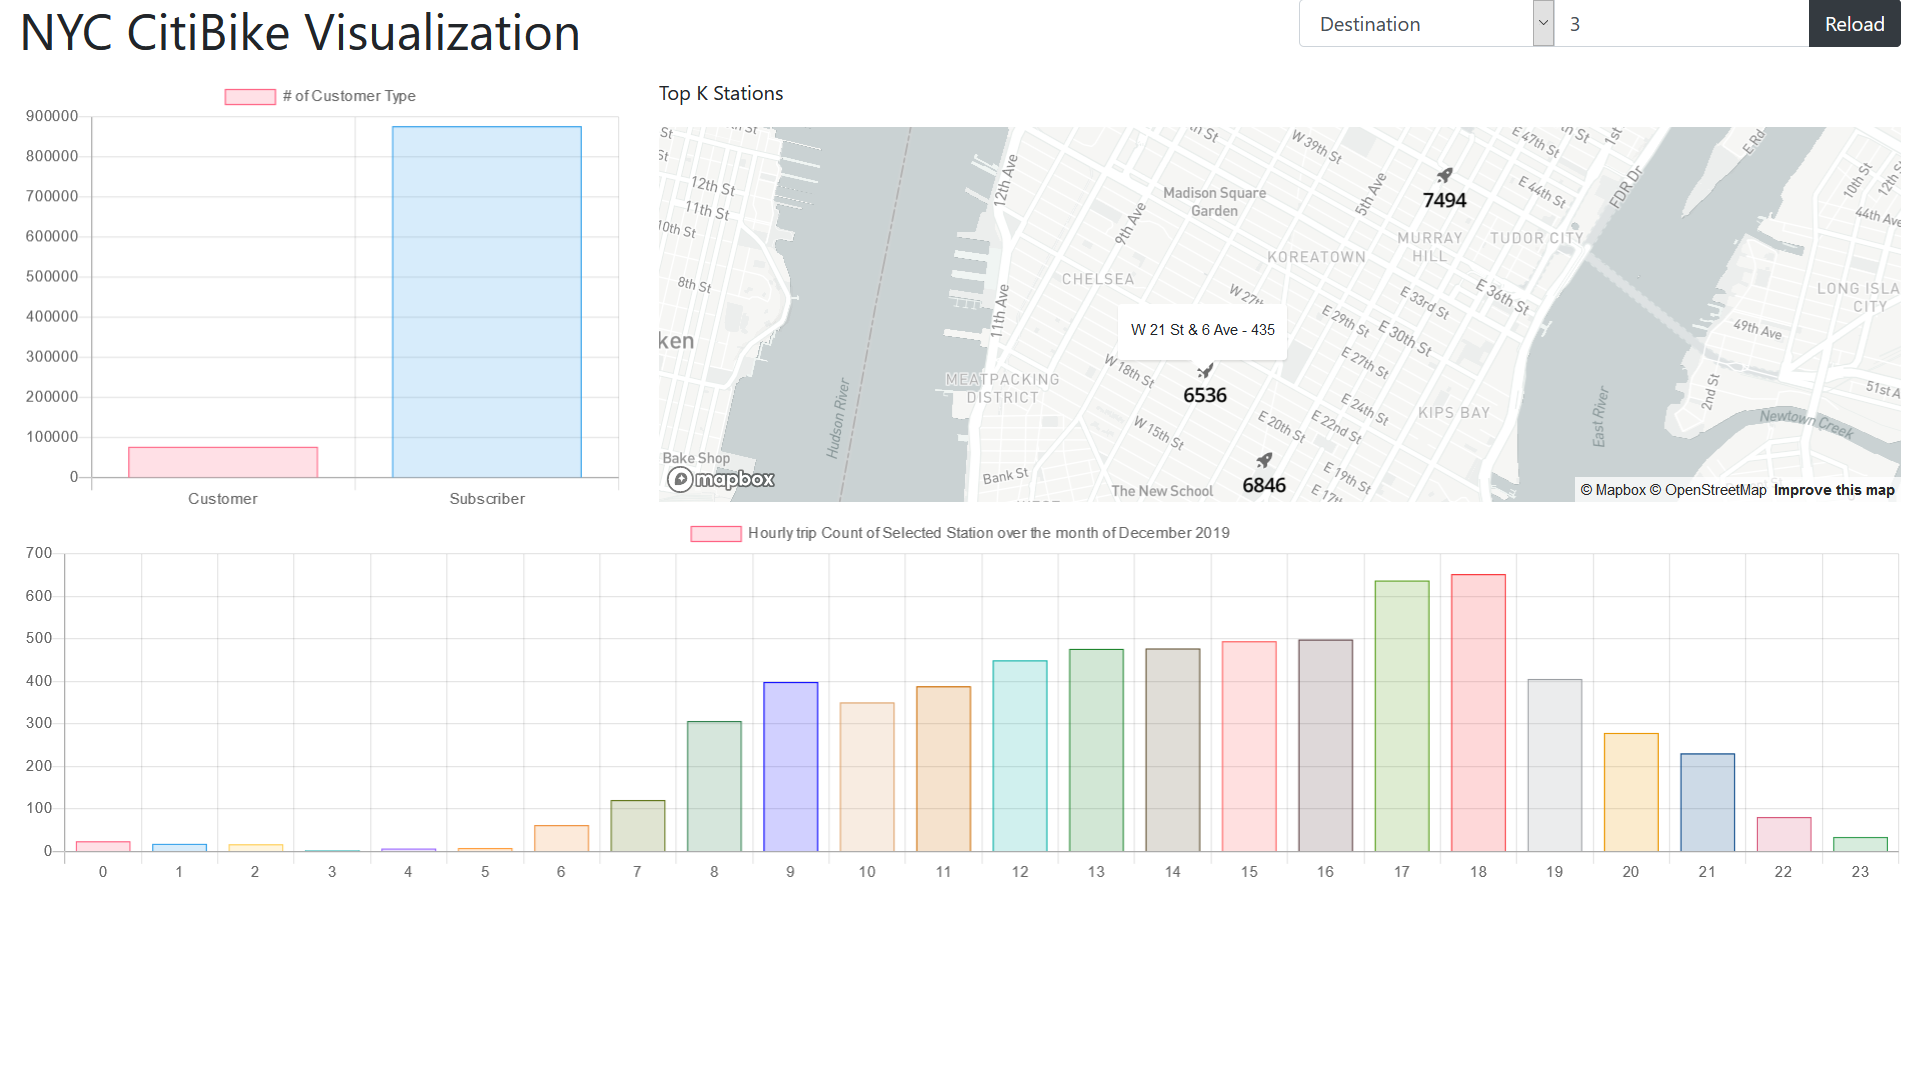 NYC CitiBike Visualization
Destination
3
Reload
# of Customer Type
900000
800000
700000
600000
500000
400000
300000
200000
100000
0
Customer
Subscriber
Top K Stations
12th St
11th St
10th St
8th St
ken
Bake Shop
mapbox
Hudson River
12th Ave
11th Ave
9th Ave
5th Ave
W 39th St
Madison Square
Garden
7494
E 47th St
E 44th St
1st
FDR Dr
E Rd
10th St
12th S
44th Ave
MURRAY
HILL
TUDOR CITY
KOREATOWN
CHELSEA
W 27th
E 29th St
E 30th St
E 33rd St
E 36th St
LONG ISLA
CITY
49th Ave
51st A
2nd St
Newtown Creek
East River
W 21 St & 6 Ave - 435
6536
W 18th St
MEATPACKING
DISTRICT
W 15th St
E 27th St
E 24th St
E 22nd St
E 20th St
KIPS BAY
E 19th St
E 17th
Bank St
The New School
6846
© Mapbox © OpenStreetMap Improve this map
Hourly trip Count of Selected Station over the month of December 2019
700
600
500
400
300
200
100
0
0 1 2 3 4 5 6 7 8 9 10 11 12 13 14 15 16 17 18 19 20 21 22 23